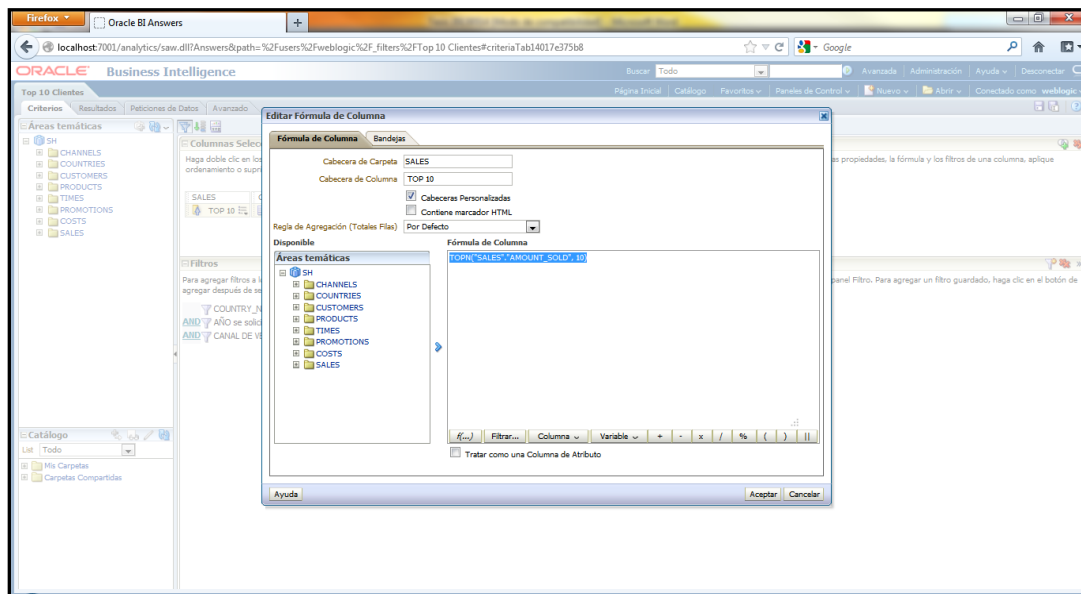 Firefox
Oracle BI Answers
+
localhost:7001/analytics/saw.dll?Answers&path=%2Fusers%2Fweblogic%2F_filters%2FTop 10 Clientes#criteriaTab14017e375b8
Google
ORACLE Business Intelligence
Buscar Todo Avanzada Administración Ayuda Desconectar
Top 10 Clientes
Página Inicial Catálogo Favoritos Paneles de Control Nuevo Abrir Conectado como weblogic
Criterios Resultados Peticiones de Datos Avanzado
Áreas temáticas
SH
CHANNELS
COUNTRIES
CUSTOMERS
PRODUCTS
TIMES
PROMOTIONS
COSTS
SALES
Columnas Selec
Haga doble clic en los
ordenamiento o supri
as propiedades, la fórmula y los filtros de una columna, aplique
SALES
TOP 10
Filtros
Para agregar filtros a l
agregar después de se
panel Filtro. Para agregar un filtro guardado, haga clic en el botón de
COUNTRY_N
AND AÑO se solic
AND CANAL DE VE
Catálogo
List Todo
Mis Carpetas
Carpetas Compartidas
Editar Fórmula de Columna
Fórmula de Columna Bandejas
Cabecera de Carpeta SALES
Cabecera de Columna TOP 10
Cabeceras Personalizadas
Contiene marcador HTML
Regla de Agregación (Totales Filas) Por Defecto
Disponible
Fórmula de Columna
Áreas temáticas
TOPN("SALES"."AMOUNT_SOLD", 10)
SH
CHANNELS
COUNTRIES
CUSTOMERS
PRODUCTS
TIMES
PROMOTIONS
COSTS
SALES
f(...) Filtrar... Columna Variable + - x / % ( ) ||
Tratar como una Columna de Atributo
Ayuda Aceptar Cancelar